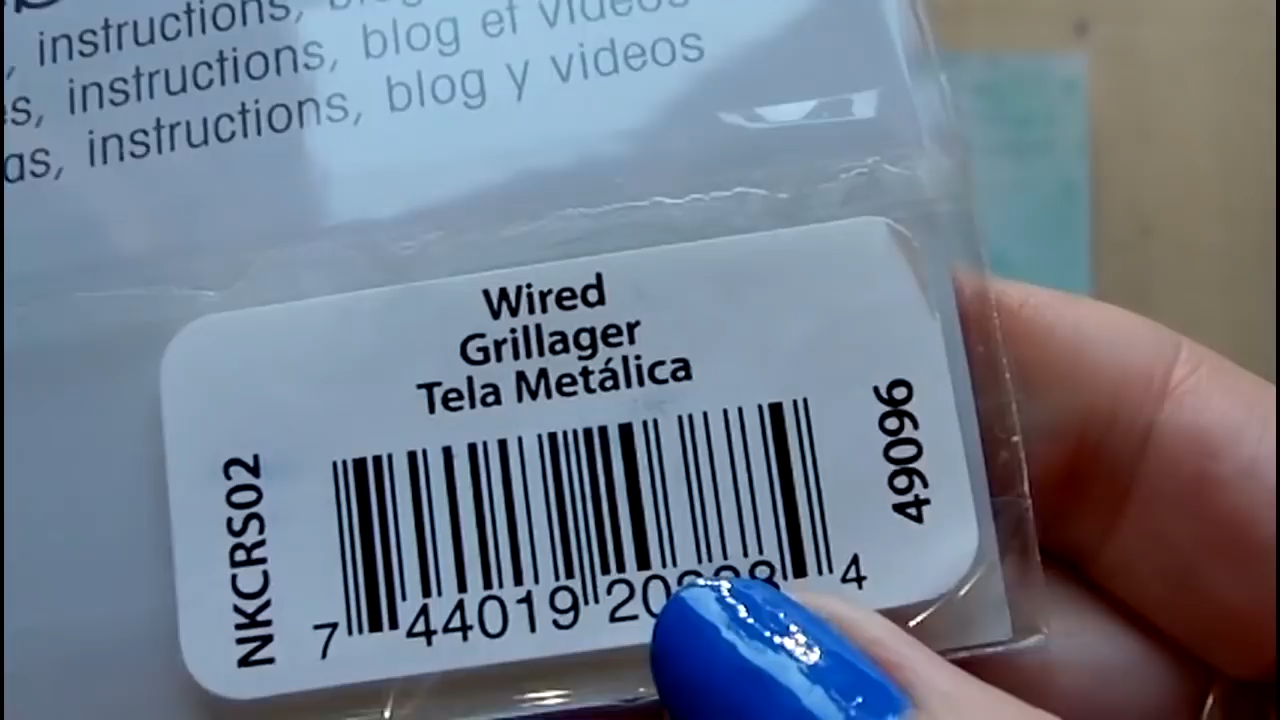 , instructions,
es, instructions, blog et videos
as, instructions, blog y videos
Wired
Grillager
Tela Metálica
NKCRS02
49096
7 44019 20 8 4